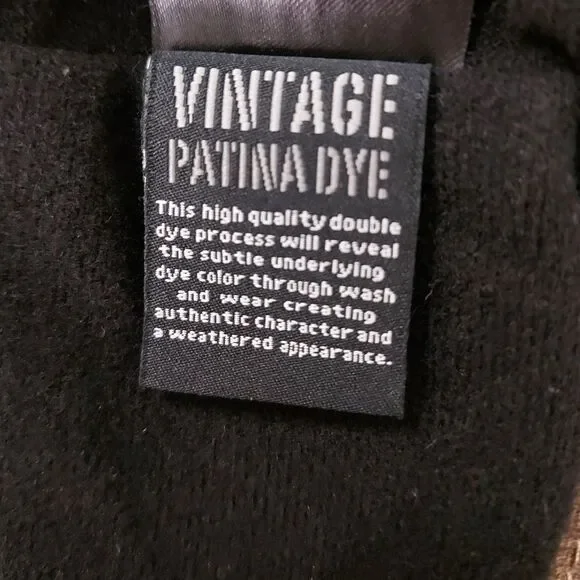 VINTAGE
PATINA DYE
This high quality double
dye process will reveal
the subtle underlying
dye color through wash
and wear creating
authentic character and
a weathered appearance.